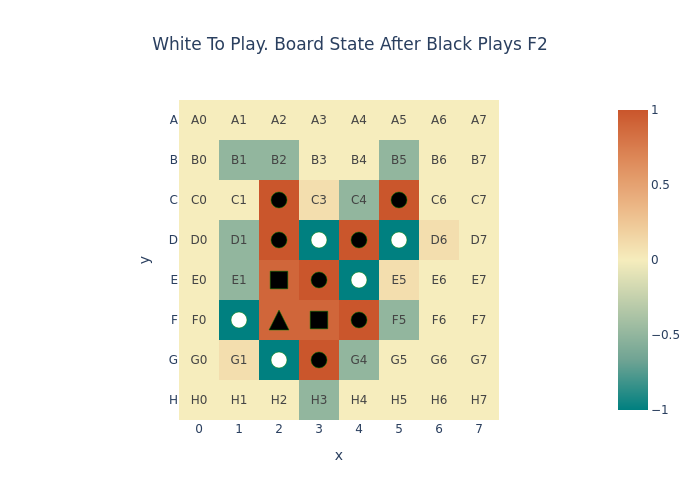 White To Play. Board State After Black Plays F2
A A0 A1 A2 A3 A4 A5 A6 A7
B B0 B1 B2 B3 B4 B5 B6 B7
C C0 C1 C3 C4 C6 C7
D D0 D1 D6 D7
E E0 E1 E5 E6 E7
F F0 F5 F6 F7
G G0 G1 G4 G5 G6 G7
H H0 H1 H2 H3 H4 H5 H6 H7
0 1 2 3 4 5 6 7
x
y
1
0.5
0
−0.5
−1